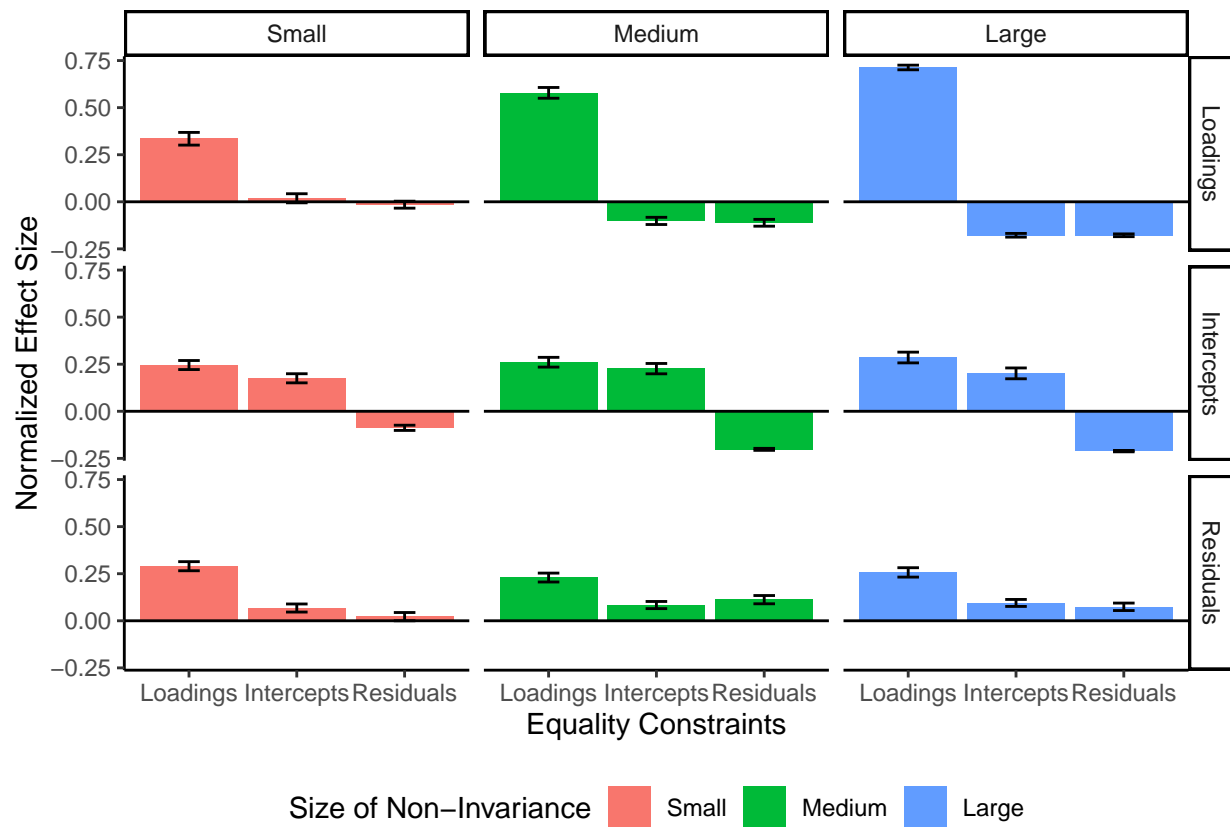 Small Medium Large
Normalized Effect Size
0.75
0.50
0.25
0.00
−0.25
Loadings
0.75
0.50
0.25
0.00
−0.25
Intercepts
0.75
0.50
0.25
0.00
−0.25
Residuals
Loadings Intercepts Residuals Loadings Intercepts Residuals Loadings Intercepts Residuals
Equality Constraints
Size of Non−Invariance Small Medium Large